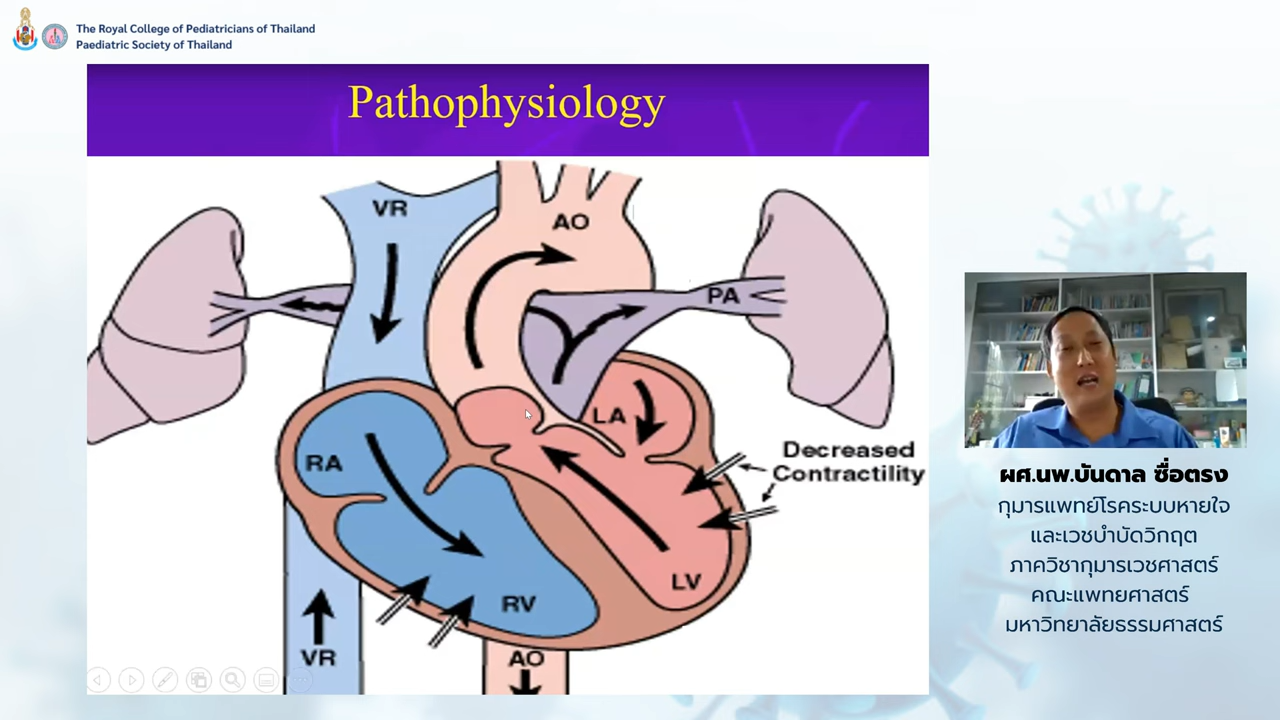 The Royal College of Pediatricians of Thailand
Paediatric Society of Thailand
Pathophysiology
VR
AO
PA
LA
RA
Decreased
Contractility
LV
RV
VR
AO
ผศ.นพ.บันดาล ซื่อตรง
กุมารแพทย์โรคระบบหายใจ
และเวชบำบัดวิกฤต
ภาควิชากุมารเวชศาสตร์
คณะแพทยศาสตร์
มหาวิทยาลัยธรรมศาสตร์